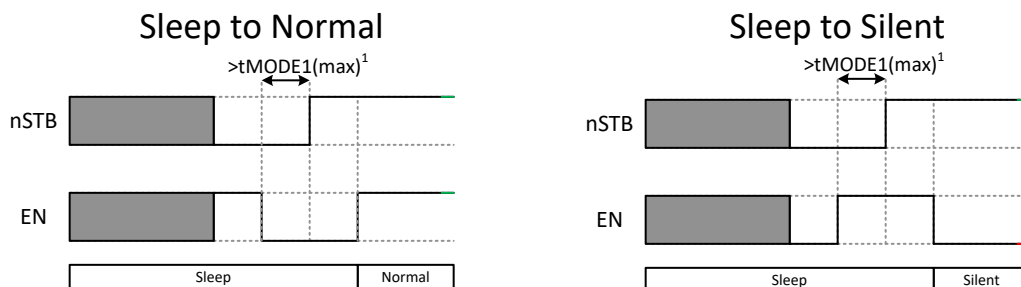 Sleep to Normal
>tMODE1(max)1
nSTB
EN
Sleep
Normal
Sleep to Silent
>tMODE1(max)1
nSTB
EN
Sleep
Silent